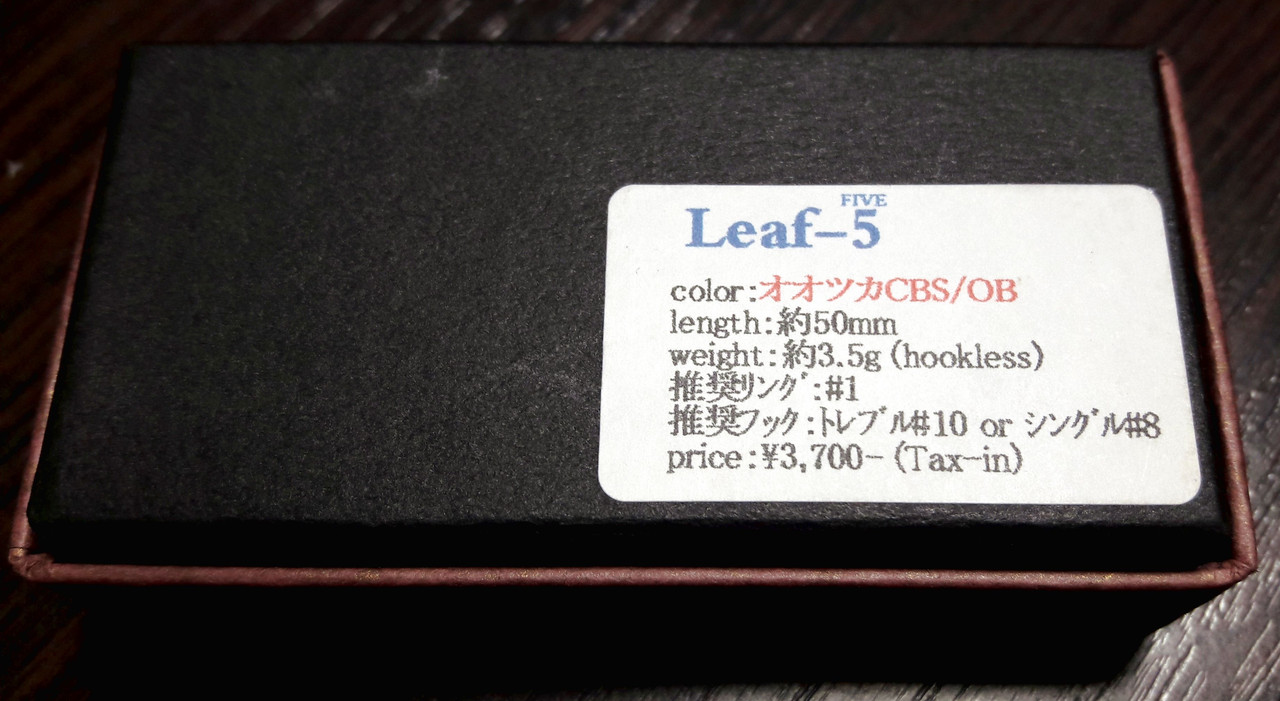 FIVE
Leaf-5
color:オオツカCBS/OB
length:約50mm
weight:約3.5g (hookless)
推奨ﾘﾝｸﾞ:#1
推奨ﾌｯｸ:ﾄﾚﾌﾞﾙ#10 or ｼﾝｸﾞﾙ#8
price:¥3,700-(Tax-in)